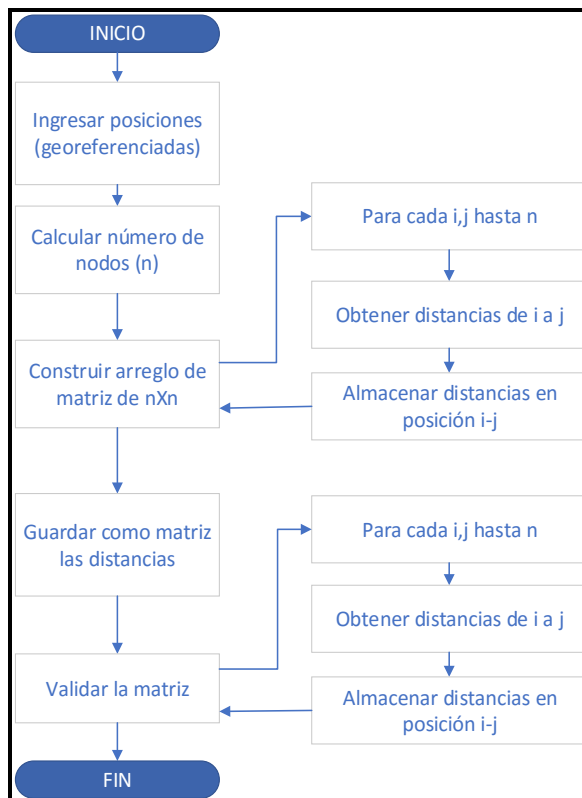 INICIO
Ingresar posiciones
(georeferenciadas)
Calcular número de
nodos (n)
Construir arreglo de
matriz de nXn
Para cada i,j hasta n
Obtener distancias de i a j
Almacenar distancias en
posición i-j
Guardar como matriz
las distancias
Validar la matriz
Para cada i,j hasta n
Obtener distancias de i a j
Almacenar distancias en
posición i-j
FIN